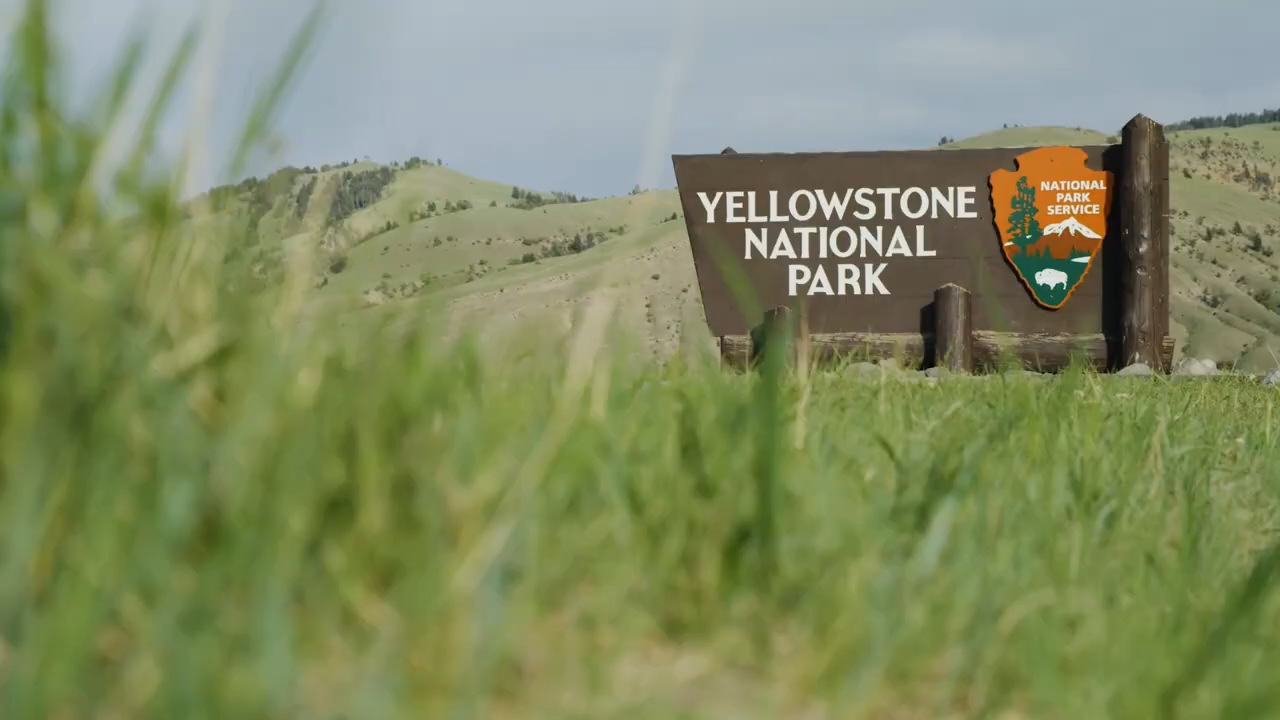 YELLOWSTONE
NATIONAL
PARK
NATIONAL
PARK
SERVICE